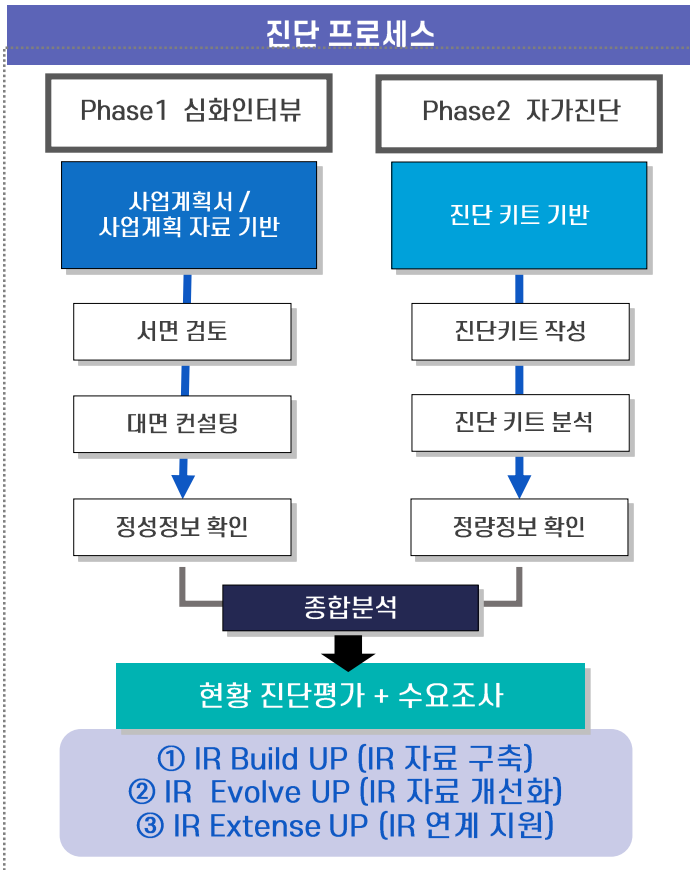 진단 프로세스
Phase1 심화인터뷰
사업계획서 /
사업계획 자료 기반
서면 검토
대면 컨설팅
정성정보 확인
Phase2 자가진단
진단 키트 기반
진단키트 작성
진단 키트 분석
정량정보 확인
종합분석
현황 진단평가 + 수요조사
① IR Build UP (IR 자료 구축)
② IR Evolve UP (IR 자료 개선화)
③ IR Extense UP (IR 연계 지원)